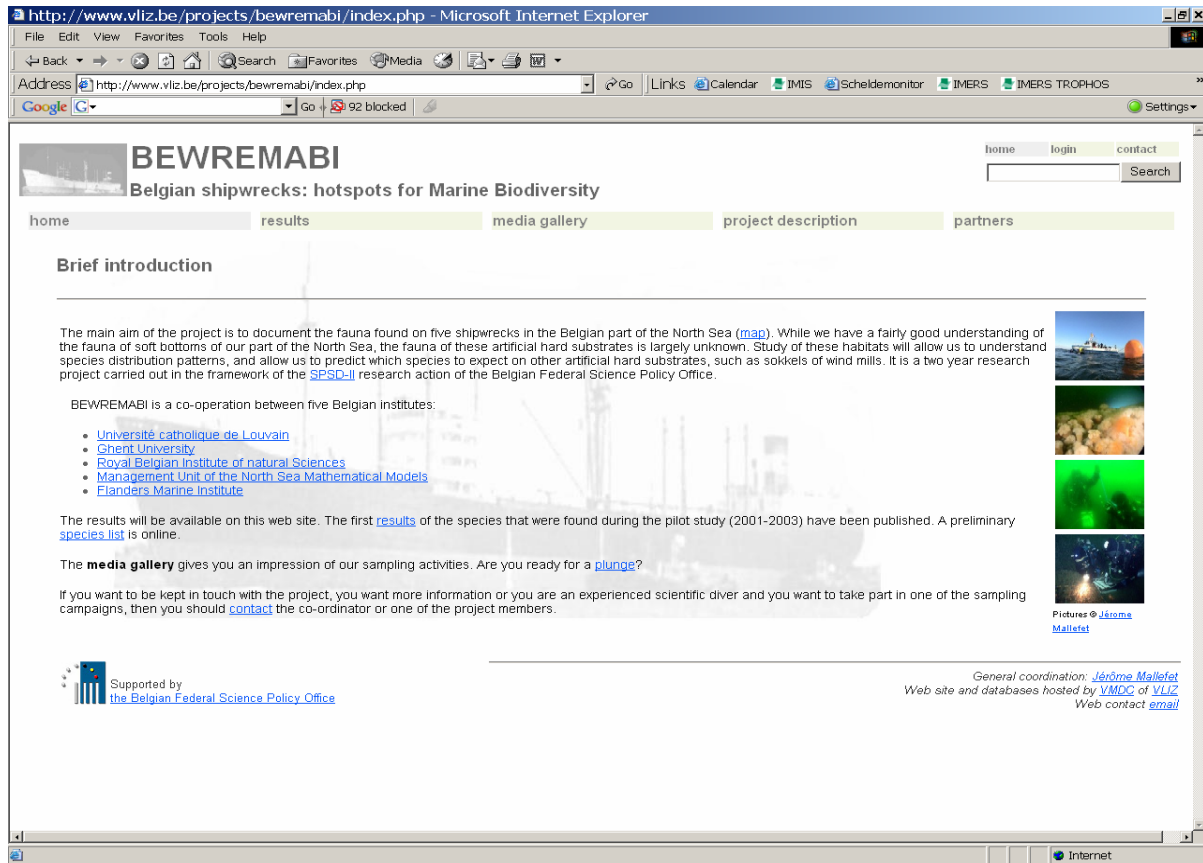 http://www.vliz.be/projects/bewremabi/index.php - Microsoft Internet Explorer
File Edit View Favorites Tools Help
Back Search Favorites Media
Address http://www.vliz.be/projects/bewremabi/index.php Go Links Calendar IMIS Scheldemonitor IMERS IMERS TROPHOS »
Google G Go 92 blocked Settings
BEWREMABI
Belgian shipwrecks: hotspots for Marine Biodiversity
home login contact
Search
home results media gallery project description partners
Brief introduction
The main aim of the project is to document the fauna found on five shipwrecks in the Belgian part of the North Sea (map). While we have a fairly good understanding of
the fauna of soft bottoms of our part of the North Sea, the fauna of these artificial hard substrates is largely unknown. Study of these habitats will allow us to understand
species distribution patterns, and allow us to predict which species to expect on other artificial hard substrates, such as sokkels of wind mills. It is a two year research
project carried out in the framework of the SPSD-II research action of the Belgian Federal Science Policy Office.
BEWREMABI is a co-operation between five Belgian institutes:
• Université catholique de Louvain
• Ghent University
• Royal Belgian Institute of natural Sciences
• Management Unit of the North Sea Mathematical Models
• Flanders Marine Institute
The results will be available on this web site. The first results of the species that were found during the pilot study (2001-2003) have been published. A preliminary
species list is online.
The media gallery gives you an impression of our sampling activities. Are you ready for a plunge?
If you want to be kept in touch with the project, you want more information or you are an experienced scientific diver and you want to take part in one of the sampling
campaigns, then you should contact the co-ordinator or one of the project members.
Pictures @ Jérome
Mallefet
Supported by
the Belgian Federal Science Policy Office
General coordination: Jérôme Mallefet
Web site and databases hosted by VMDC of VLIZ
Web contact email
Internet